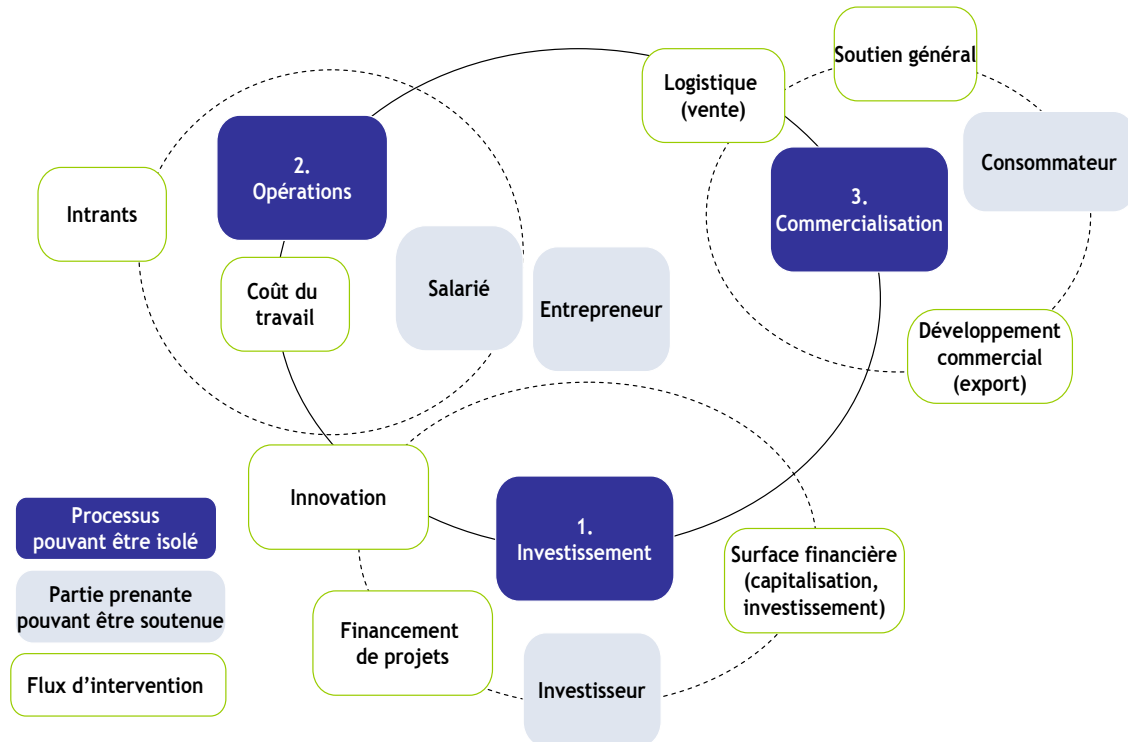 Soutien général
Logistique
(vente)
Consommateur
2.
Opérations
3.
Commercialisation
Intrants
Coût du
travail
Salarié
Entrepreneur
Développement
commercial
(export)
Innovation
1.
Investissement
Surface financière
(capitalisation,
investissement)
Financement
de projets
Investisseur
Processus
pouvant être isolé
Partie prenante
pouvant être soutenue
Flux d’intervention